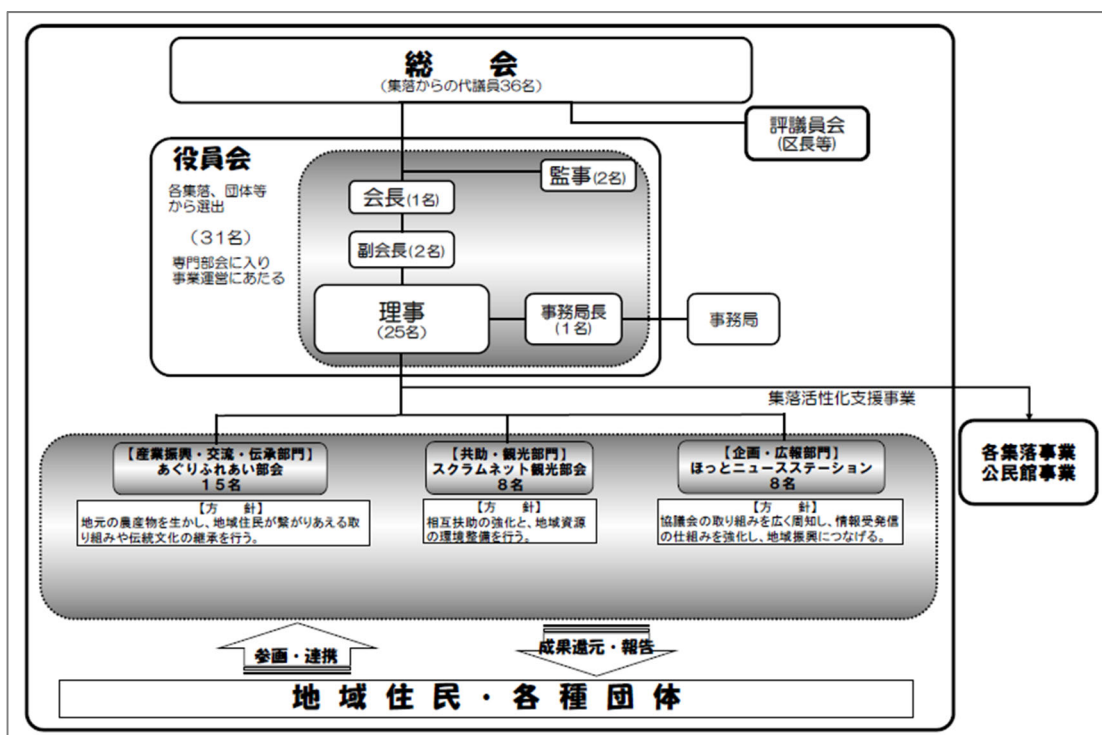 総会
(集落からの代議員36名)
評議員会
(区長等)
役員会
各集落、団体等
から選出
(31名)
専門部会に入り
事業運営にあたる
監事(2名)
会長(1名)
副会長(2名)
理事
(25名)
事務局長
(1名)
事務局
集落活性化支援事業
各集落事業
公民館事業
【産業振興・交流・伝承部門】
あぐりふれあい部会
15名
【方 針】
地元の農産物を生かし、地域住民が繋がりあえる取
り組みや伝統文化の継承を行う。
【共助・観光部門】
スクラムネット観光部会
8名
【方 針】
相互扶助の強化と、地域資源
の環境整備を行う。
【企画・広報部門】
ほっとニュースステーション
8名
【方 針】
協議会の取り組みを広く周知し、情報受発信
の仕組みを強化し、地域振興につなげる。
参画・連携
成果還元・報告
地域住民・各種団体